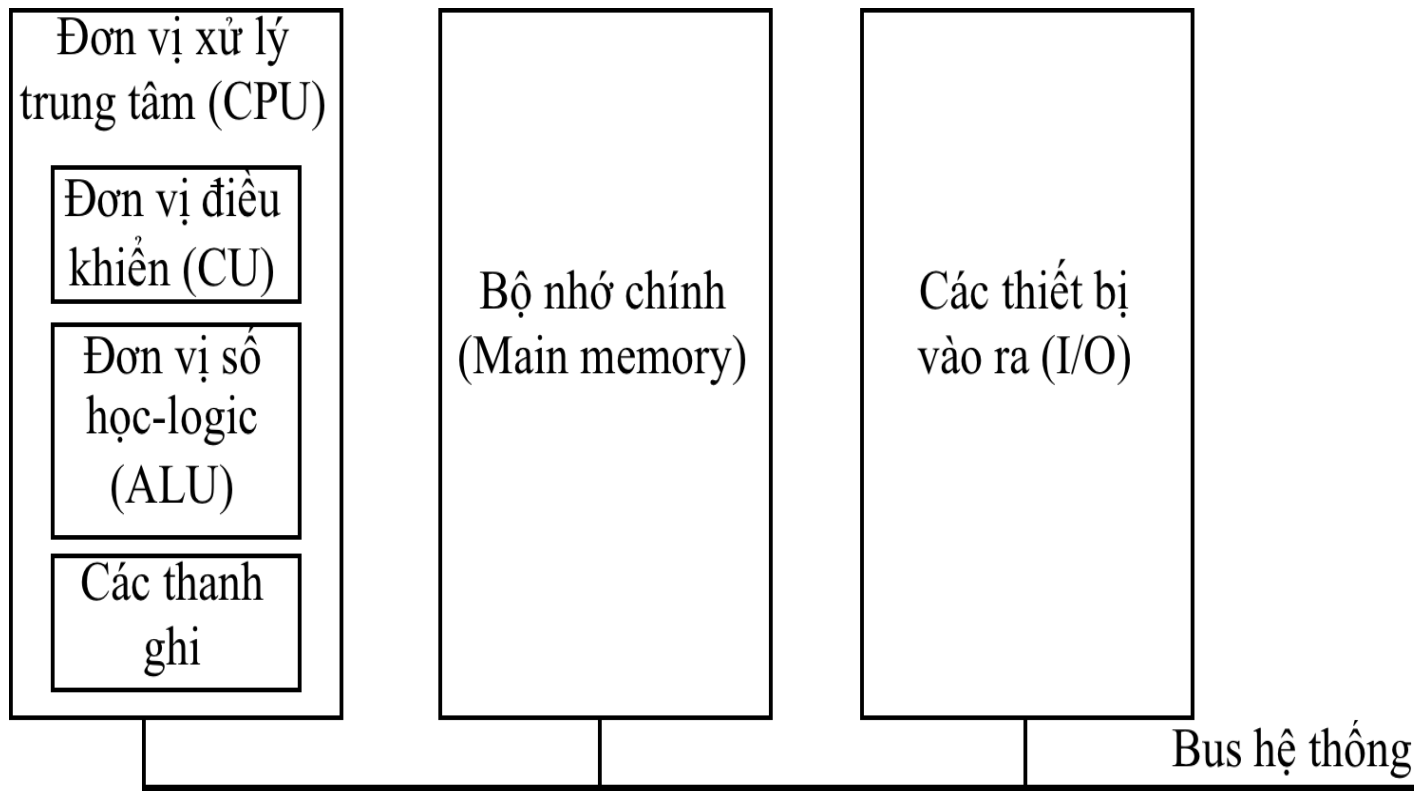 Đơn vị xử lý
trung tâm (CPU)
Đơn vị điều
khiển (CU)
Đơn vị số
học-logic
(ALU)
Các thanh
ghi
Bộ nhớ chính
(Main memory)
Các thiết bị
vào ra (I/O)
Bus hệ thống